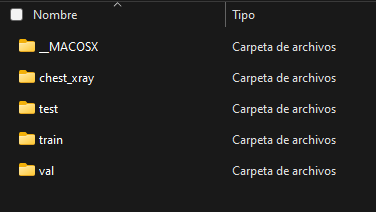 Nombre Tipo
__MACOSX Carpeta de archivos
chest_xray Carpeta de archivos
test Carpeta de archivos
train Carpeta de archivos
val Carpeta de archivos